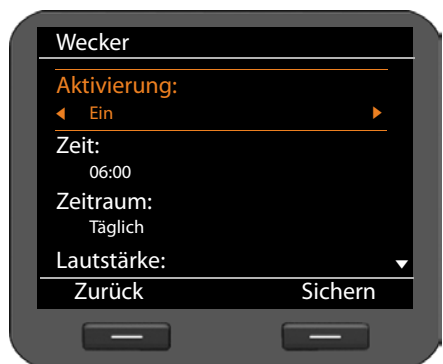 Wecker
Aktivierung:
Ein
Zeit:
06:00
Zeitraum:
Täglich
Lautstärke:
Zurück Sichern